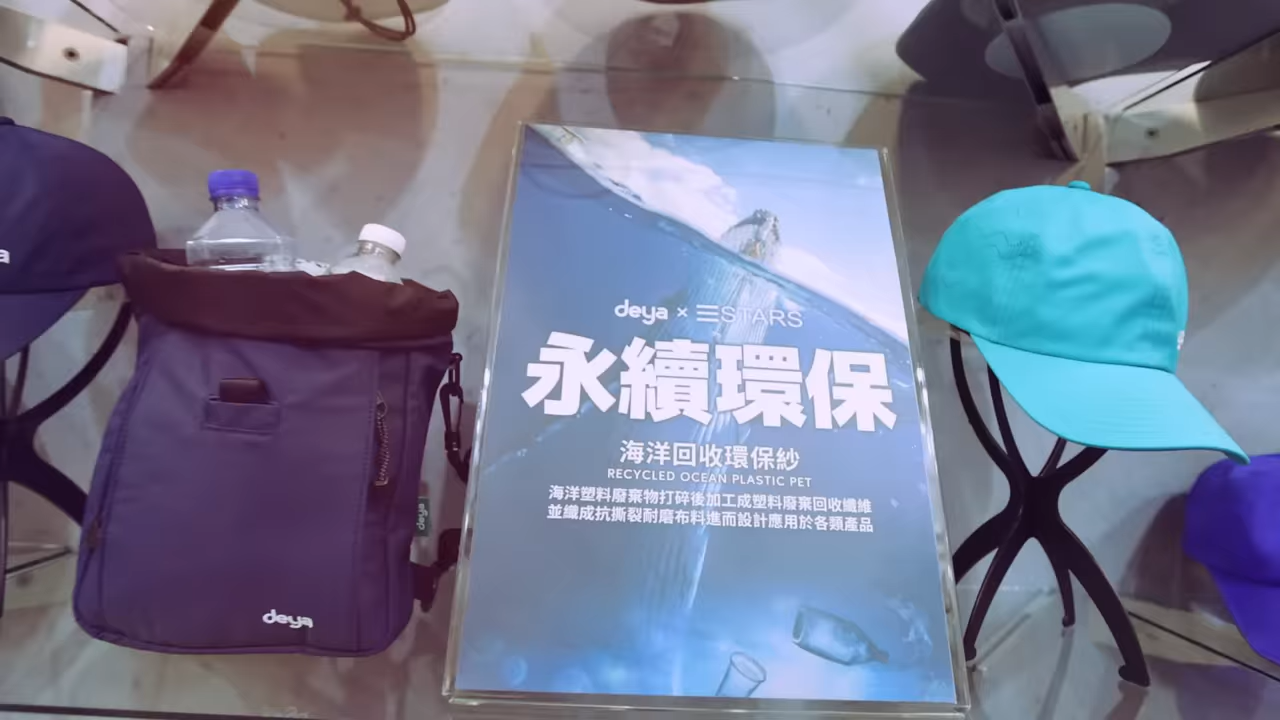 deya × ESTARS
永續環保
海洋回收環保紗
RECYCLED OCEAN PLASTIC PET
海洋塑料廢棄物打碎後加工成塑料廢棄回收纖維
並織成抗撕裂耐磨布料進而設計應用於各類產品
deya
deya
a